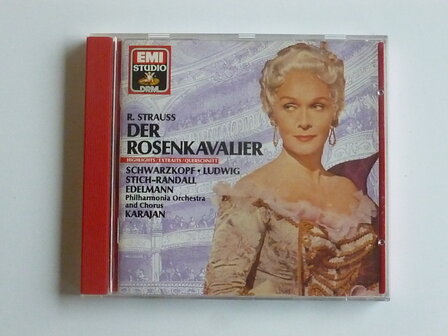 EMI
STUDIO
DRM
R. STRAUSS
DER
ROSENKAVALIER
HIGHLIGHTS/EXTRAITS/QUERSCHNITT
SCHWARZKOPF • LUDWIG
STICH-RANDALL
EDELMANN
Philharmonia Orchestra
and Chorus
KARAJAN